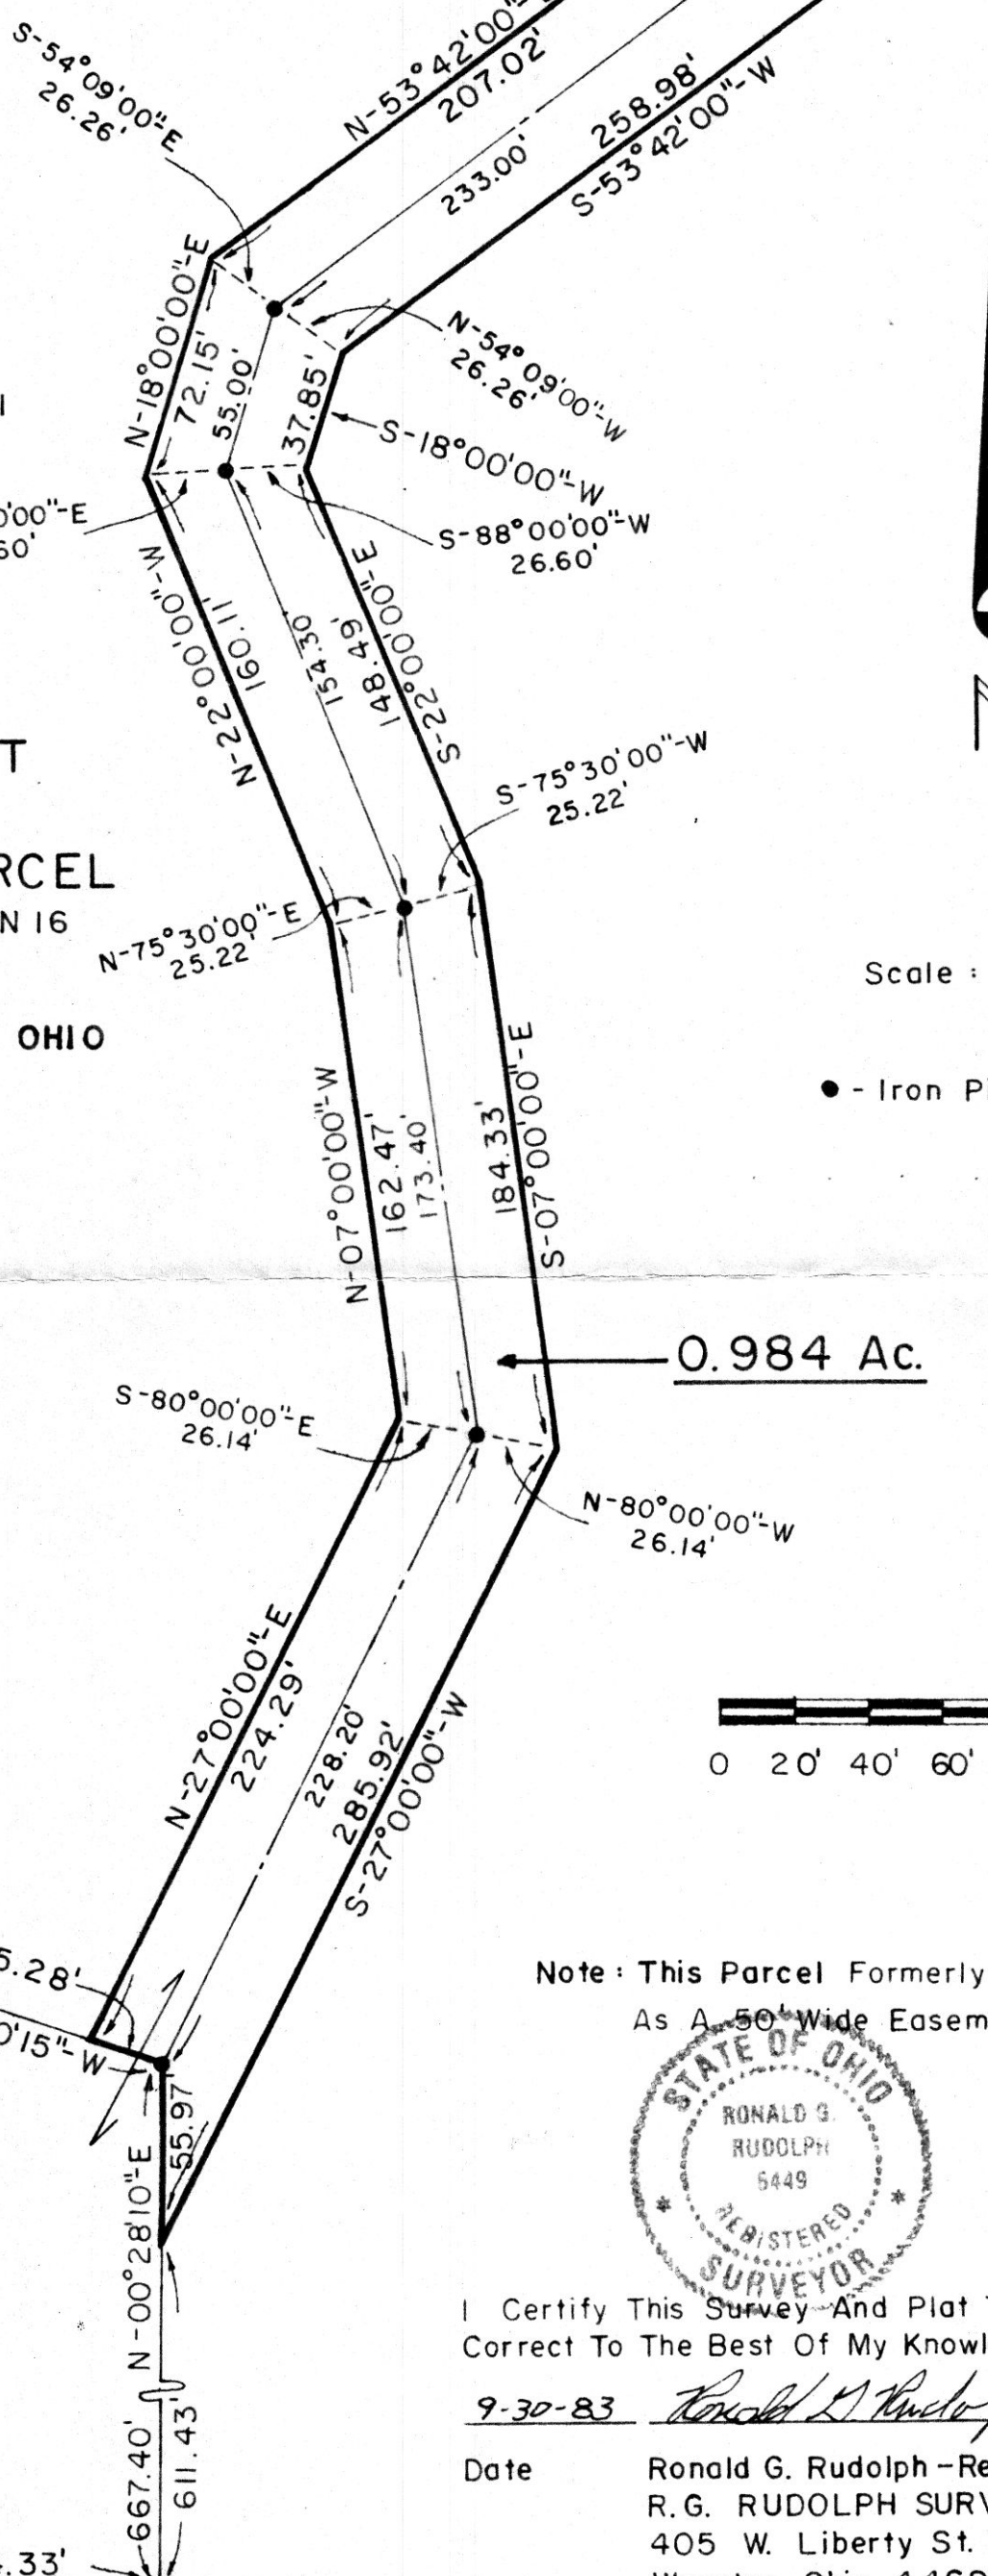 S-54°09'00"-E
26.26'
N-53°42'00"-
207.02'
233.00'
258.98'
S-53°42'00"-W
N-18°00'00"-E
72.15'
55.00'
37.85'
N-54°09'00"-W
26.26'
S-18°00'00"-W
0'00"-E
60'
S-88°00'00"-W
26.60'
N-22°00'00"-W
160.11'
154.30'
148.49'
S-22°00'00"-E
T
RCEL
N 16
OHIO
S-75°30'00"-W
25.22'
N-75°30'00"-E
25.22'
Scale :
● - Iron Pi
N-07°00'00"-W
162.47'
173.40'
184.33'
S-07°00'00"-E
0.984 Ac.
S-80°00'00"-E
26.14'
N-80°00'00"-W
26.14'
N-27°00'00"-E
224.29'
228.20'
285.92'
S-27°00'00"-W
0 20' 40' 60'
5.28'
0'15"-W
55.97'
N-00°28'10"-E
667.40'
611.43'
.33'
Note : This Parcel Formerly
As A 50' Wide Easem
STATE OF OHIO
RONALD G.
RUDOLPH
6449
REGISTERED
SURVEYOR
I Certify This Survey And Plat T
Correct To The Best Of My Knowl
9-30-83 Ronald G Rudo
Date Ronald G. Rudolph-Re
R.G. RUDOLPH SURV
405 W. Liberty St.